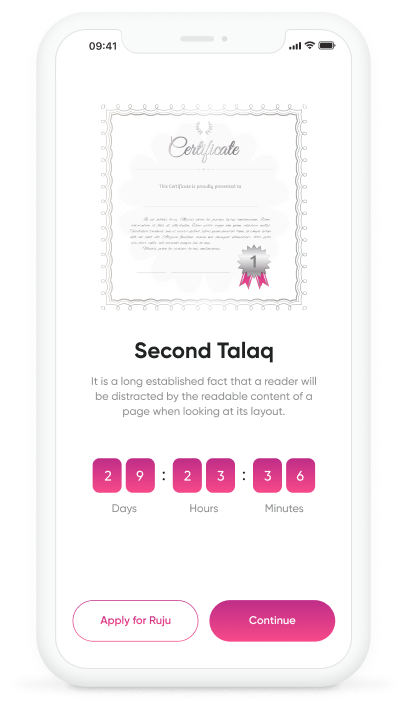 09:41
Certificate
This Certificate is proudly presented to
1
Second Talaq
It is a long established fact that a reader will
be distracted by the readable content of a
page when looking at its layout.
2 9 : 2 3 : 3 6
Days Hours Minutes
Apply for Ruju Continue